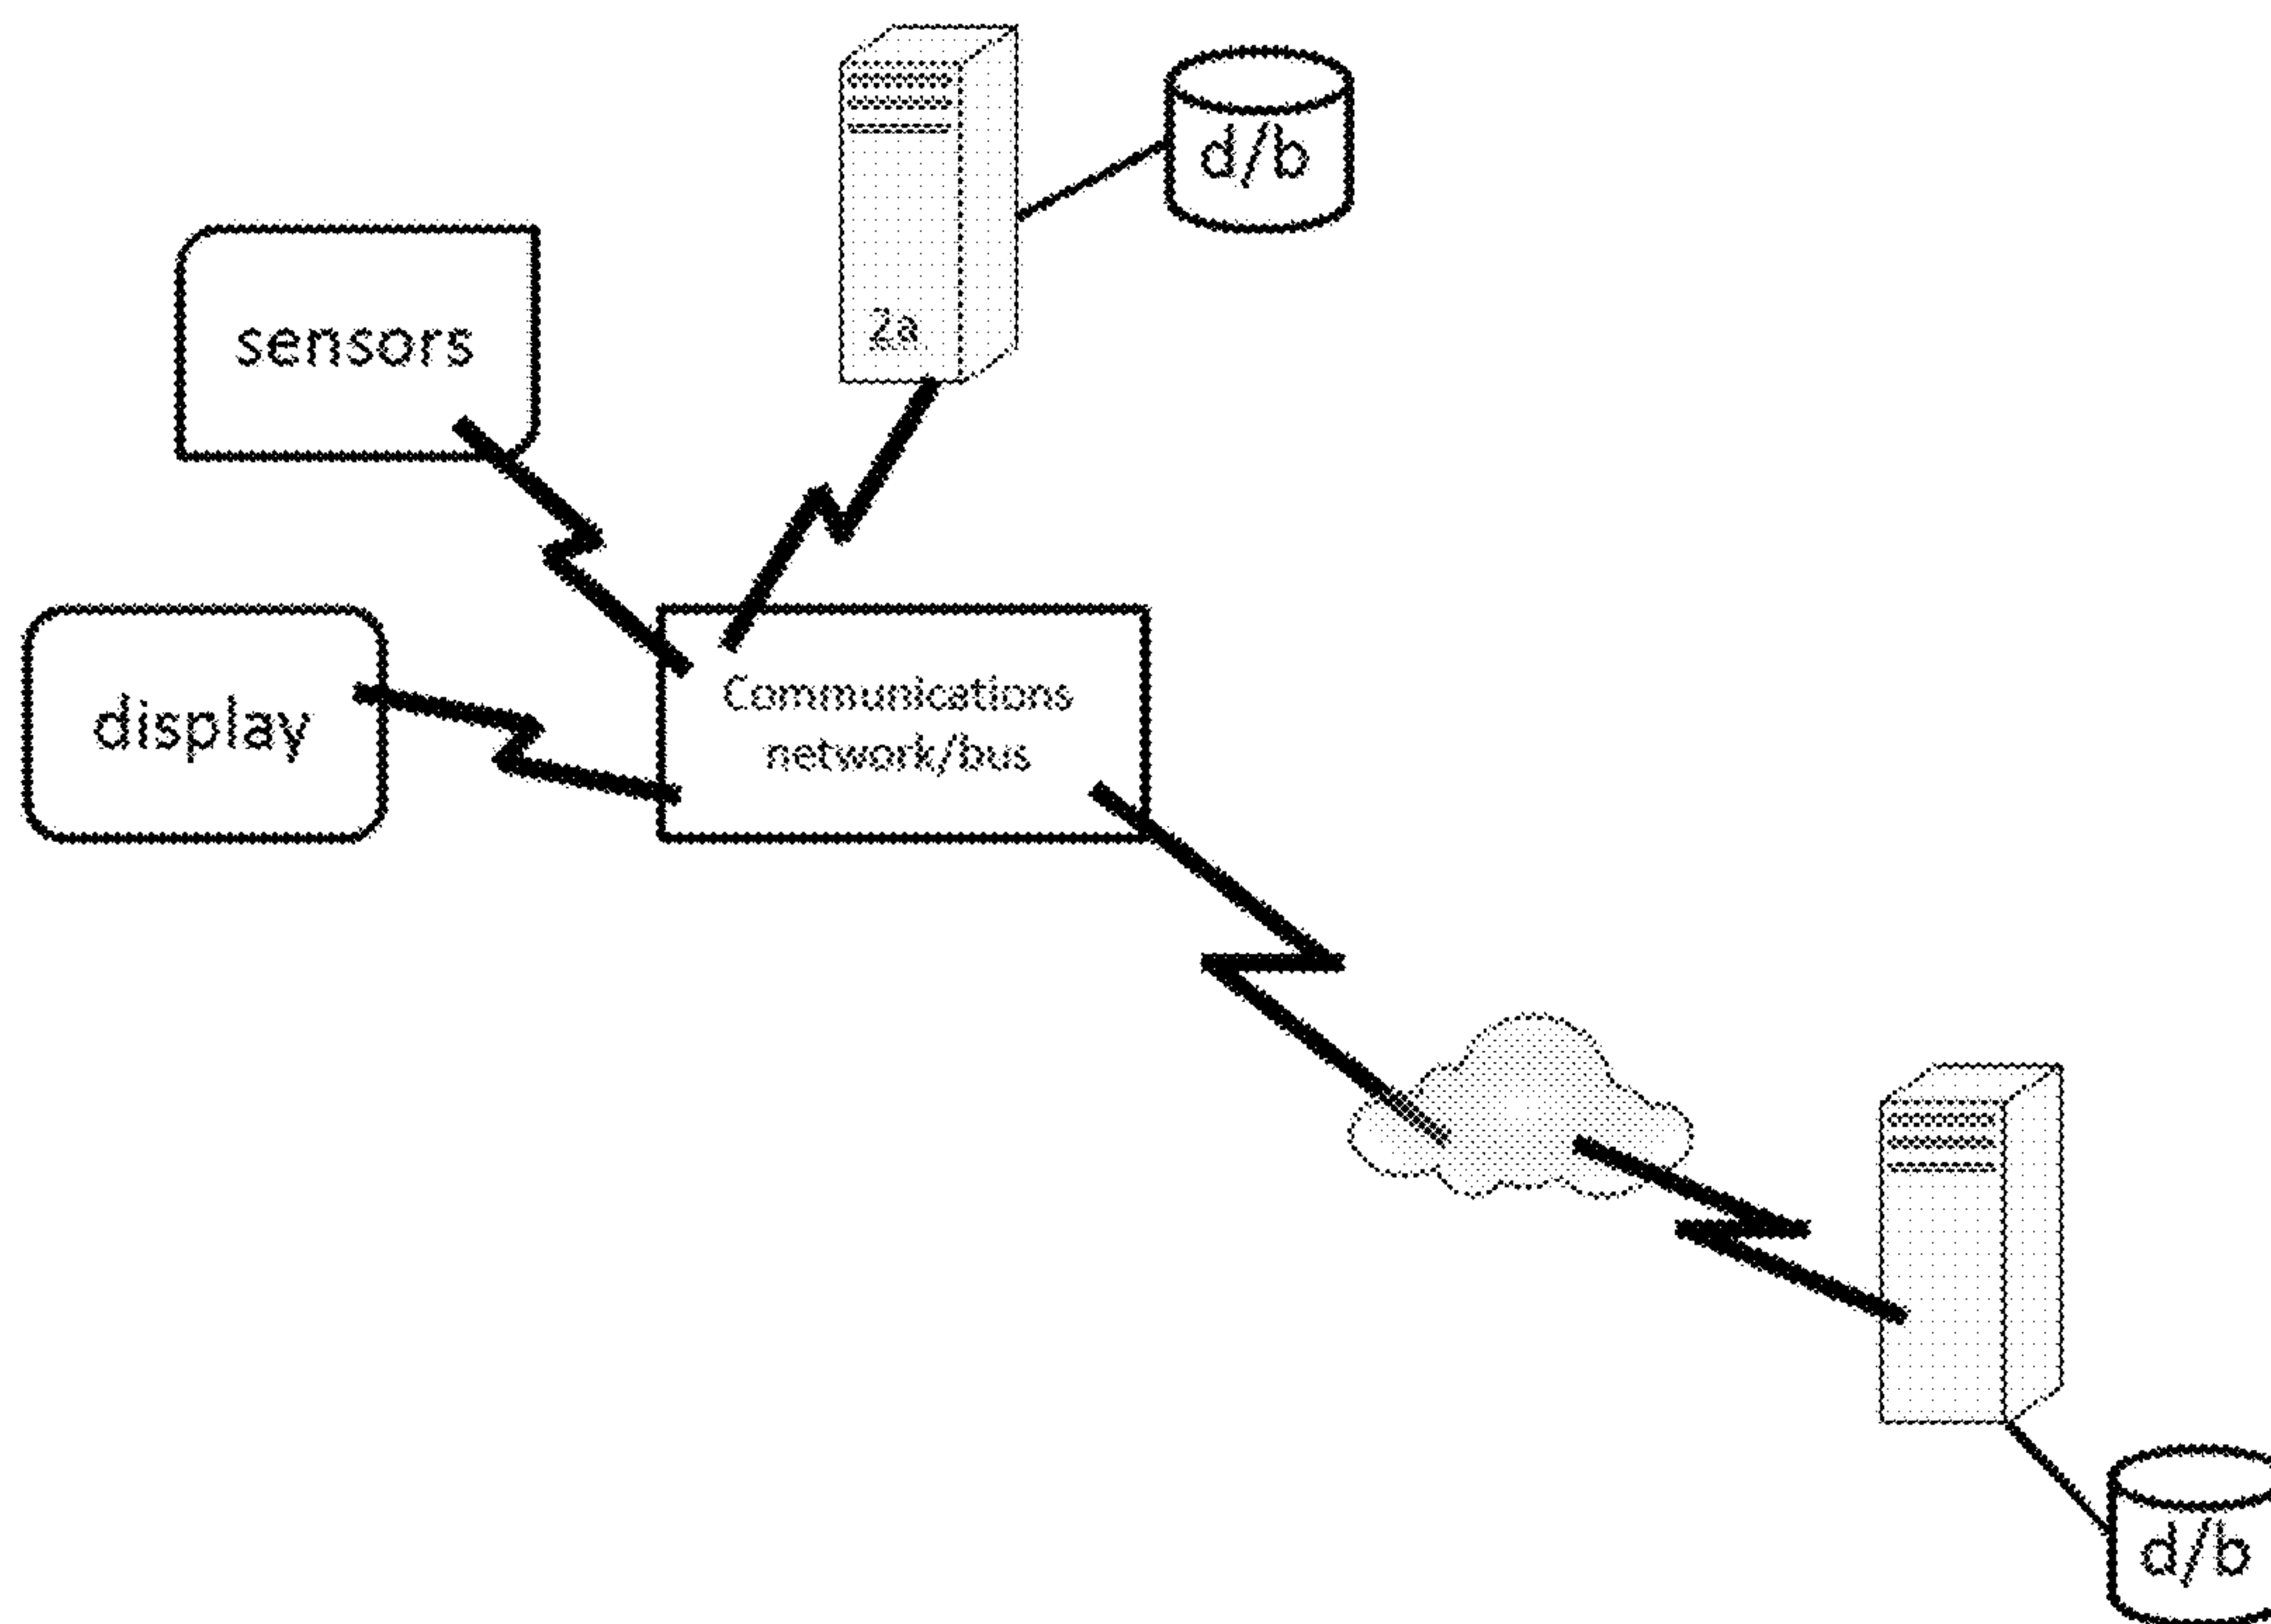 d/b
2a
sensors
display
Communications
network/bus
d/b